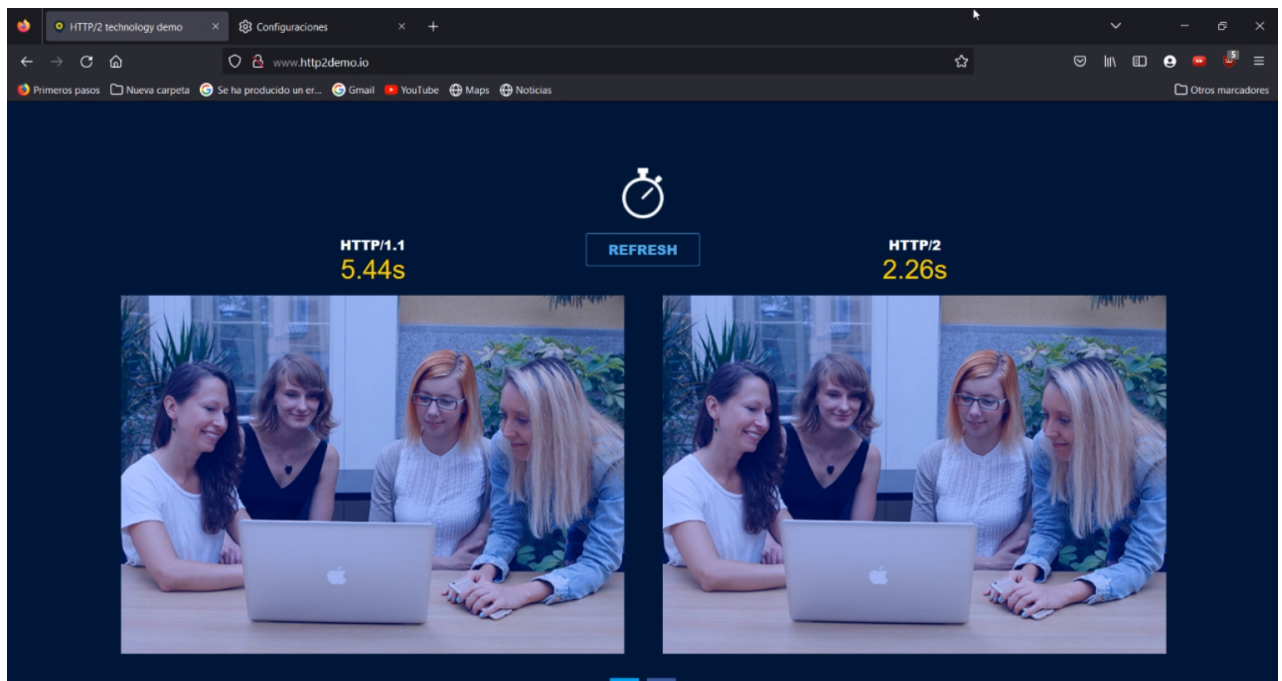 HTTP/2 technology demo
Configuraciones
www.http2demo.io
5
Primeros pasos Nueva carpeta Se ha producido un er... Gmail YouTube Maps Noticias Otros marcadores
HTTP/1.1
5.44s
REFRESH
HTTP/2
2.26s